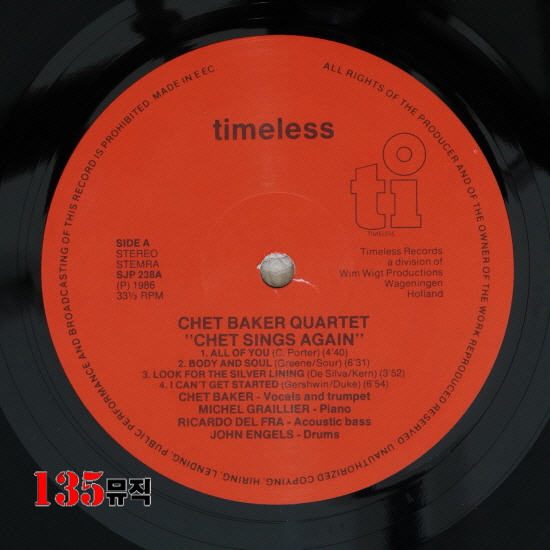 PERFORMANCE AND BROADCASTING OF THIS RECORD IS PROHIBITED. MADE IN E EC.
ALL RIGHTS OF THE PRODUCER AND OF THE OWNER OF THE WORK REPRODUCED RESERVED. UNAUTHORIZED COPYING, HIRING, LENDING, PUBLIC
timeless
ti
TIMELESS
SIDE A
STEREO
STEMRA
SJP 238A
(P) 1986
33⅓ RPM
Timeless Records
a division of
Wim Wigt Productions
Wageningen
Holland
CHET BAKER QUARTET
"CHET SINGS AGAIN"
1. ALL OF YOU (C. Porter) (4'40)
2. BODY AND SOUL (Greene/Sour) (6'31)
3. LOOK FOR THE SILVER LINING (De Silva/Kern) (3'52)
4. I CAN'T GET STARTED (Gershwin/Duke) (6'54)
CHET BAKER - Vocals and trumpet
MICHEL GRAILLIER - Piano
RICARDO DEL FRA - Acoustic bass
JOHN ENGELS - Drums
135뮤직